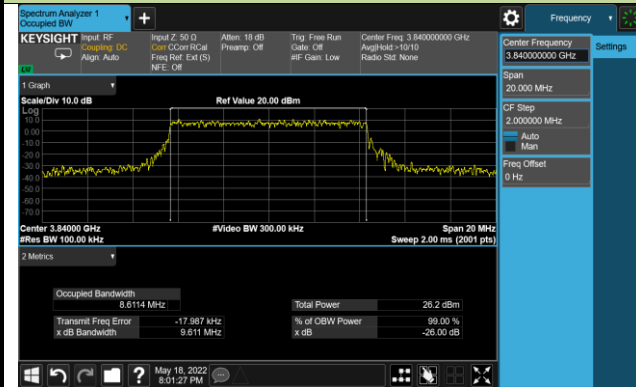 Spectrum Analyzer 1
Occupied BW
+
Frequency
KEYSIGHT
Input: RF
Coupling: DC
Align: Auto
Input Z: 50 Ω
Corr CCorr RCal
Freq Ref: Ext (S)
NFE: Off
Atten: 18 dB
Preamp: Off
Trig: Free Run
Gate: Off
#IF Gain: Low
Center Freq: 3.840000000 GHz
Avg|Hold:>10/10
Radio Std: None
1 Graph
Scale/Div 10.0 dB
Ref Value 20.00 dBm
Log
10.0
0.00
-10.0
-20.0
-30.0
-40.0
-50.0
-60.0
-70.0
Center 3.84000 GHz
#Video BW 300.00 kHz
Span 20 MHz
#Res BW 100.00 kHz
Sweep 2.00 ms (2001 pts)
2 Metrics
Occupied Bandwidth
8.6114 MHz
Total Power 26.2 dBm
Transmit Freq Error -17.987 kHz
% of OBW Power 99.00 %
x dB Bandwidth 9.611 MHz
x dB -26.00 dB
Center Frequency
3.840000000 GHz
Settings
Span
20.000 MHz
CF Step
2.000000 MHz
Auto
Man
Freq Offset
0 Hz
?
May 18, 2022
8:01:27 PM